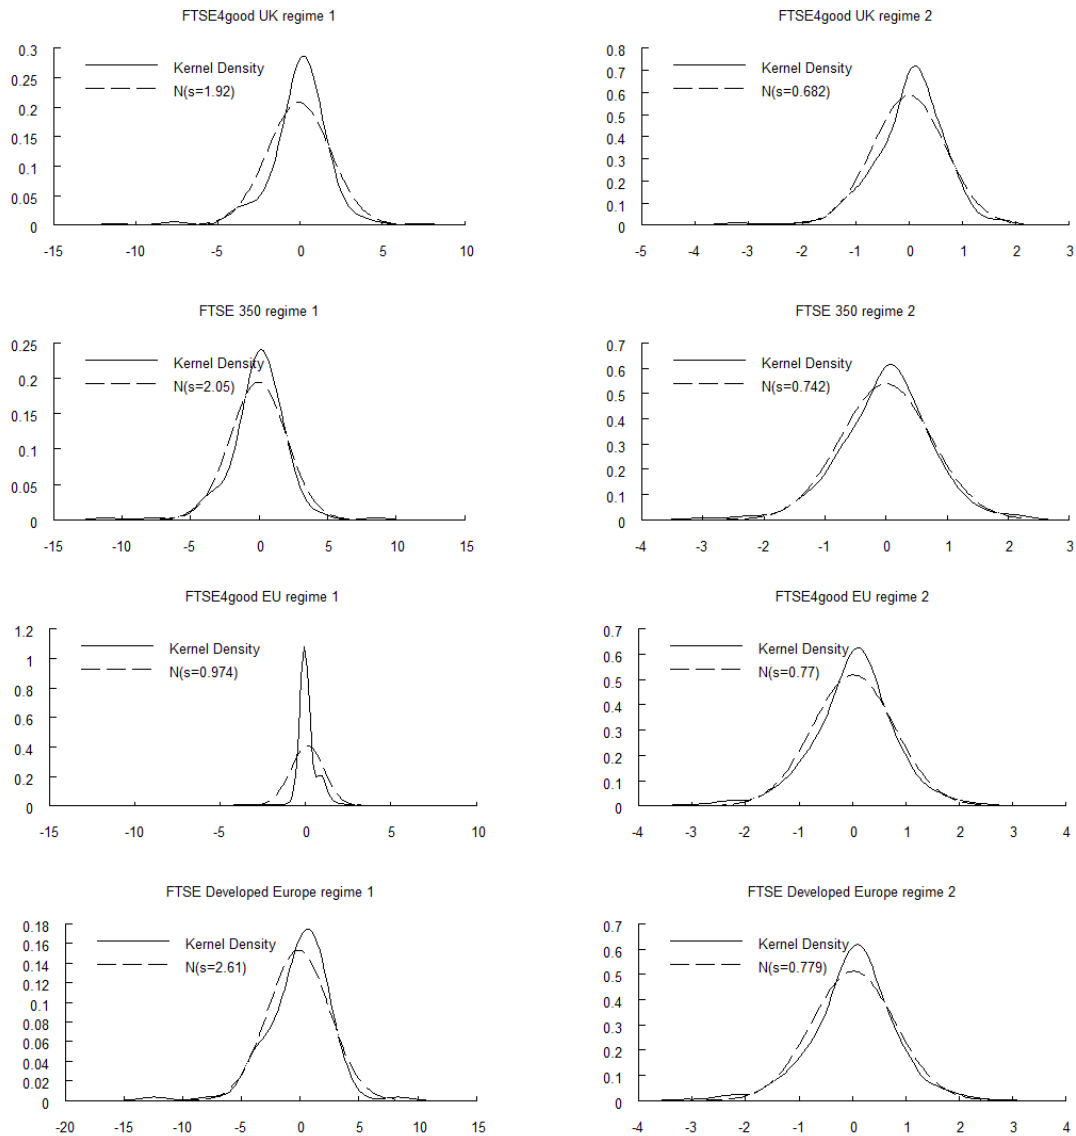 FTSE4good UK regime 1
0.3
0.25
0.2
0.15
0.1
0.05
0
Kernel Density
N(s=1.92)
-15 -10 -5 0 5 10
FTSE4good UK regime 2
0.8
0.7
0.6
0.5
0.4
0.3
0.2
0.1
0
Kernel Density
N(s=0.682)
-5 -4 -3 -2 -1 0 1 2 3
FTSE 350 regime 1
0.25
0.2
0.15
0.1
0.05
0
Kernel Density
N(s=2.05)
-15 -10 -5 0 5 10 15
FTSE 350 regime 2
0.7
0.6
0.5
0.4
0.3
0.2
0.1
0
Kernel Density
N(s=0.742)
-4 -3 -2 -1 0 1 2 3
FTSE4good EU regime 1
1.2
1
0.8
0.6
0.4
0.2
0
Kernel Density
N(s=0.974)
-15 -10 -5 0 5 10
FTSE4good EU regime 2
0.7
0.6
0.5
0.4
0.3
0.2
0.1
0
Kernel Density
N(s=0.77)
-4 -3 -2 -1 0 1 2 3 4
FTSE Developed Europe regime 1
0.18
0.16
0.14
0.12
0.1
0.08
0.06
0.04
0.02
0
Kernel Density
N(s=2.61)
-20 -15 -10 -5 0 5 10 15
FTSE Developed Europe regime 2
0.7
0.6
0.5
0.4
0.3
0.2
0.1
0
Kernel Density
N(s=0.779)
-4 -3 -2 -1 0 1 2 3 4